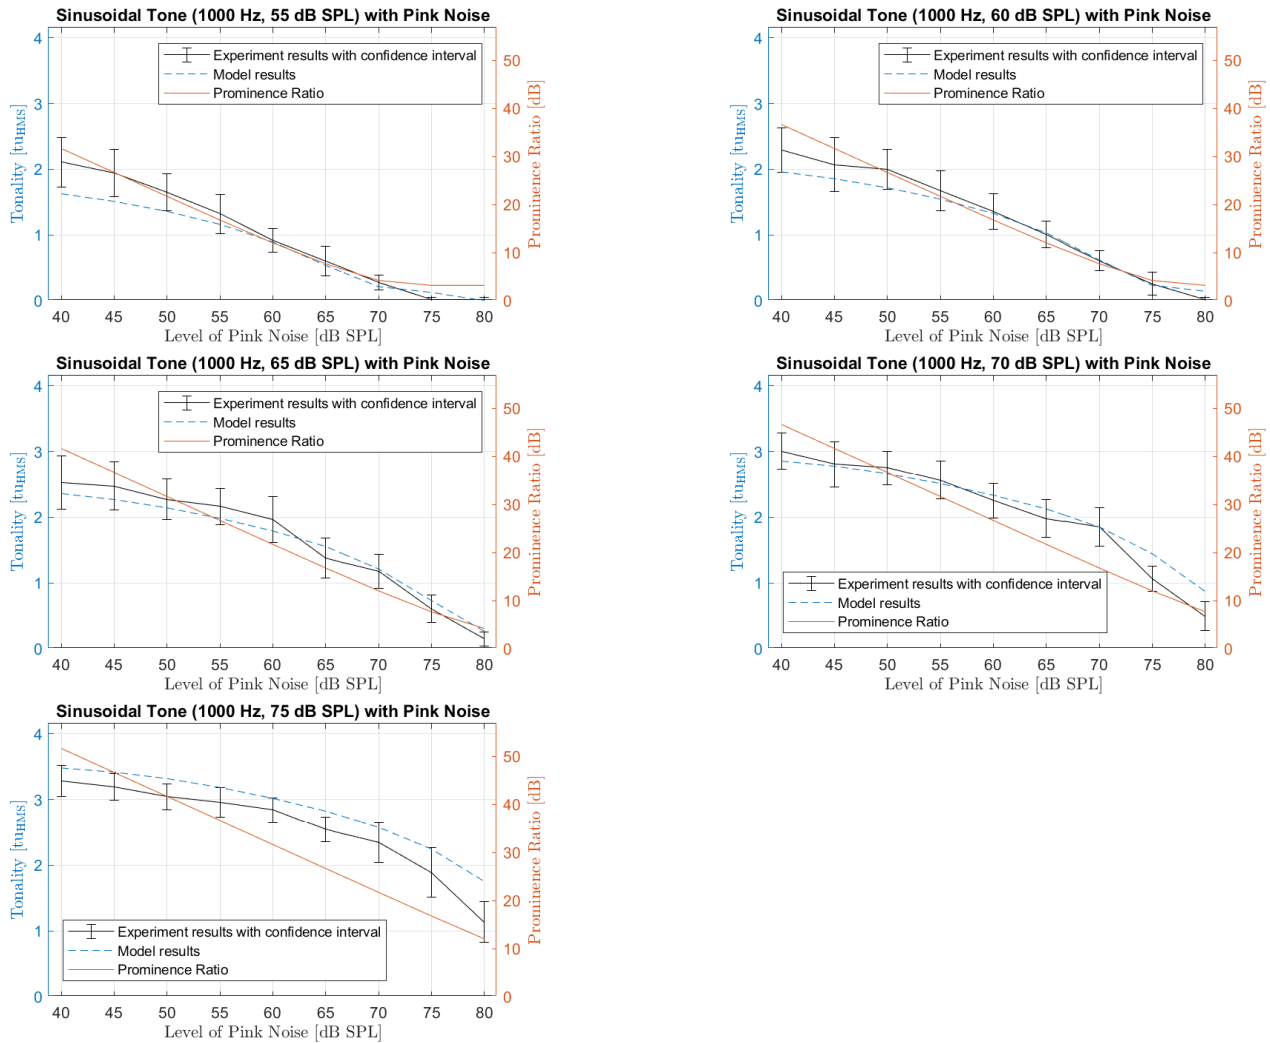 Sinusoidal Tone (1000 Hz, 55 dB SPL) with Pink Noise
Experiment results with confidence interval
Model results
Prominence Ratio
Tonality [tuHMS]
4
3
2
1
0
Prominence Ratio [dB]
50
40
30
20
10
0
40 45 50 55 60 65 70 75 80
Level of Pink Noise [dB SPL]
Sinusoidal Tone (1000 Hz, 60 dB SPL) with Pink Noise
Experiment results with confidence interval
Model results
Prominence Ratio
Tonality [tuHMS]
4
3
2
1
0
Prominence Ratio [dB]
50
40
30
20
10
0
40 45 50 55 60 65 70 75 80
Level of Pink Noise [dB SPL]
Sinusoidal Tone (1000 Hz, 65 dB SPL) with Pink Noise
Experiment results with confidence interval
Model results
Prominence Ratio
Tonality [tuHMS]
4
3
2
1
0
Prominence Ratio [dB]
50
40
30
20
10
0
40 45 50 55 60 65 70 75 80
Level of Pink Noise [dB SPL]
Sinusoidal Tone (1000 Hz, 70 dB SPL) with Pink Noise
Tonality [tuHMS]
4
3
2
1
0
Prominence Ratio [dB]
50
40
30
20
10
0
Experiment results with confidence interval
Model results
Prominence Ratio
40 45 50 55 60 65 70 75 80
Level of Pink Noise [dB SPL]
Sinusoidal Tone (1000 Hz, 75 dB SPL) with Pink Noise
Tonality [tuHMS]
4
3
2
1
0
Prominence Ratio [dB]
50
40
30
20
10
0
Experiment results with confidence interval
Model results
Prominence Ratio
40 45 50 55 60 65 70 75 80
Level of Pink Noise [dB SPL]